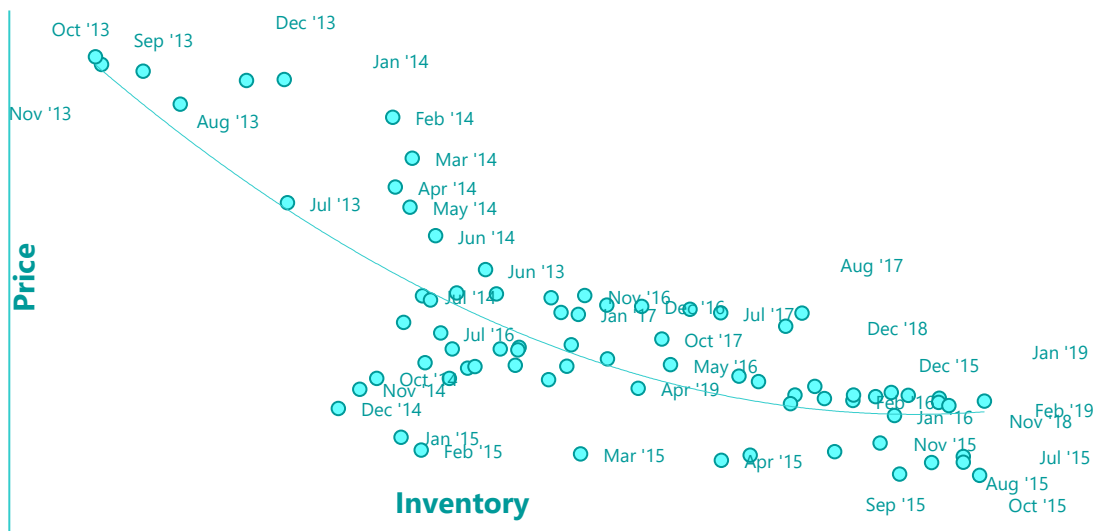 Oct '13
Dec '13
Sep '13
Jan '14
Nov '13
Aug '13
Feb '14
Mar '14
Apr '14
Jul '13
May '14
Jun '14
Jun '13
Aug '17
Price
Jul '14
Nov '16
Dec '16
Jan '17
Jul '17
Jul '16
Oct '17
Dec '18
Jan '19
May '16
Dec '15
Oct '14
Nov '14
Apr '19
Feb '16
Dec '14
Jan '16
Feb '19
Nov '18
Jan '15
Feb '15
Mar '15
Apr '15
Nov '15
Jul '15
Aug '15
Inventory
Sep '15
Oct '15